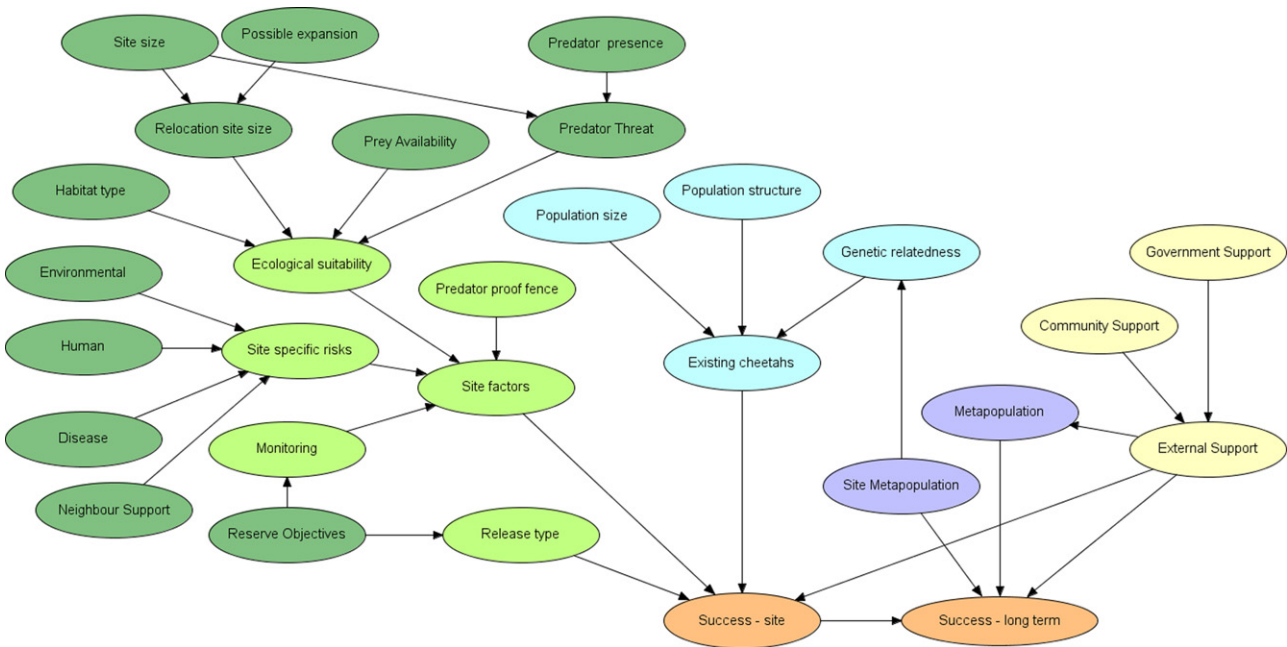 Site size
Possible expansion
Predator  presence
Relocation site size
Prey Availability
Predator Threat
Habitat type
Population structure
Population size
Ecological suitability
Genetic relatedness
Government Support
Environmental
Predator proof fence
Community Support
Human
Site specific risks
Existing cheetahs
Site factors
Metapopulation
Disease
Monitoring
External Support
Site Metapopulation
Neighbour Support
Reserve Objectives
Release type
Success - site
Success - long term